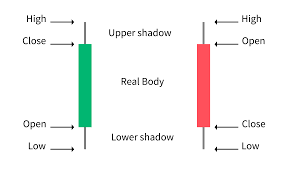 High High
Upper shadow
Close Open
Real Body
Open Close
Lower shadow
Low Low